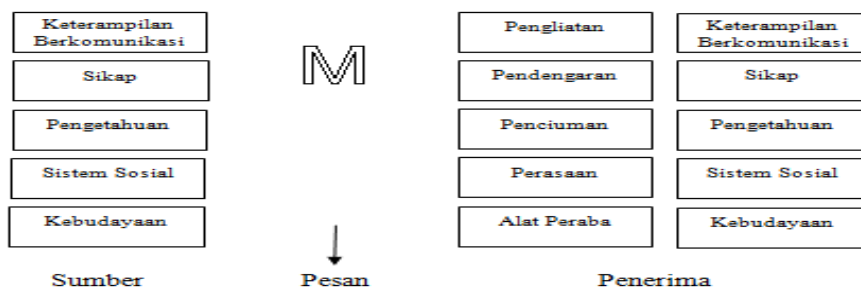 Keterampilan
Berkomunikasi
Sikap
Pengetahuan
Sistem Sosial
Kebudayaan
Sumber
M
Pesan
Pengliatan
Pendengaran
Penciuman
Perasaan
Alat Peraba
Keterampilan
Berkomunikasi
Sikap
Pengetahuan
Sistem Sosial
Kebudayaan
Penerima